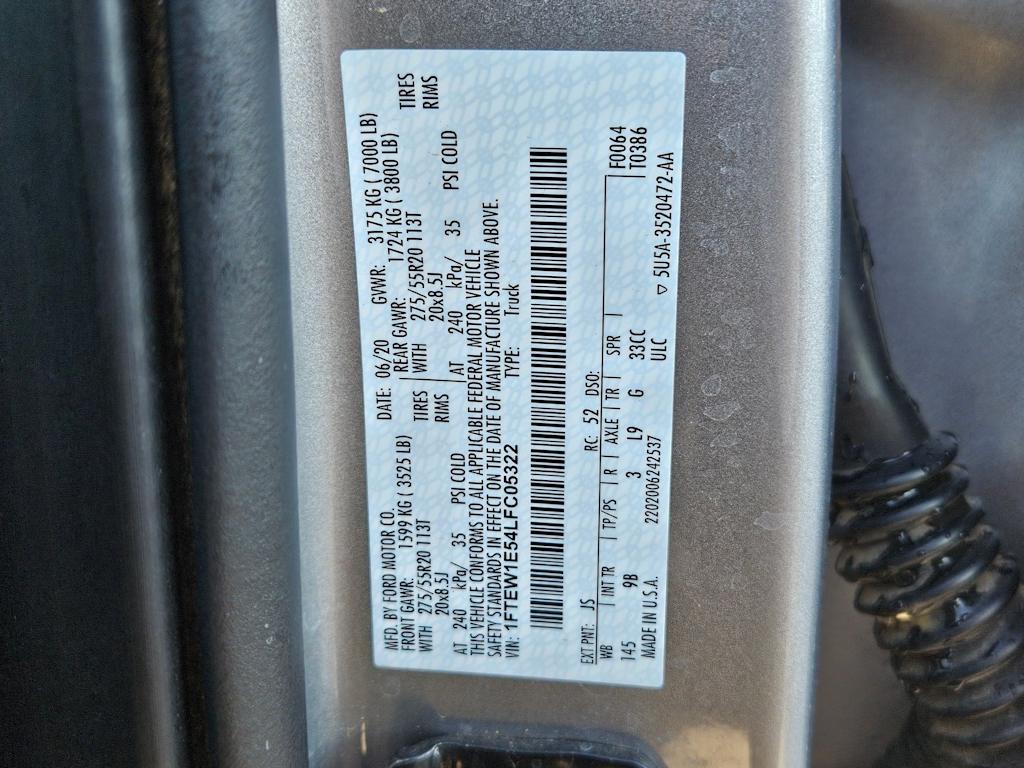 MFD. BY FORD MOTOR CO. DATE: 06/20 GVWR: 3175 KG ( 7000 LB)
FRONT GAWR: 1599 KG ( 3525 LB) REAR GAWR: 1724 KG ( 3800 LB)
WITH 275/55R20 113T TIRES WITH 275/55R20 113T TIRES
20x8.5J RIMS 20x8.5J RIMS
AT 240 kPa/ 35 PSI COLD AT 240 kPa/ 35 PSI COLD
THIS VEHICLE CONFORMS TO ALL APPLICABLE FEDERAL MOTOR VEHICLE
SAFETY STANDARDS IN EFFECT ON THE DATE OF MANUFACTURE SHOWN ABOVE.
VIN: 1FTEW1E54LFC05322 TYPE: Truck
EXT PNT: JS RC: 52 DSO:
WB | INT TR | TP/PS | R | AXLE | TR | SPR | F0064
145 9B 3 L9 G 33CC T0386
MADE IN U.S.A. 2202006242537 ULC ▽ 5U5A-3520472-AA